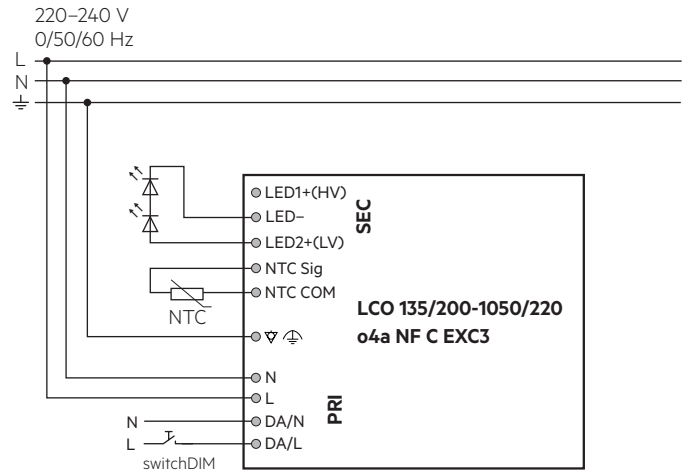 220–240 V
0/50/60 Hz
L
N
LED1+(HV)
LED–
LED2+(LV)
SEC
NTC Sig
NTC COM
NTC
LCO 135/200-1050/220
o4a NF C EXC3
N
L
PRI
N
DA/N
L
DA/L
switchDIM